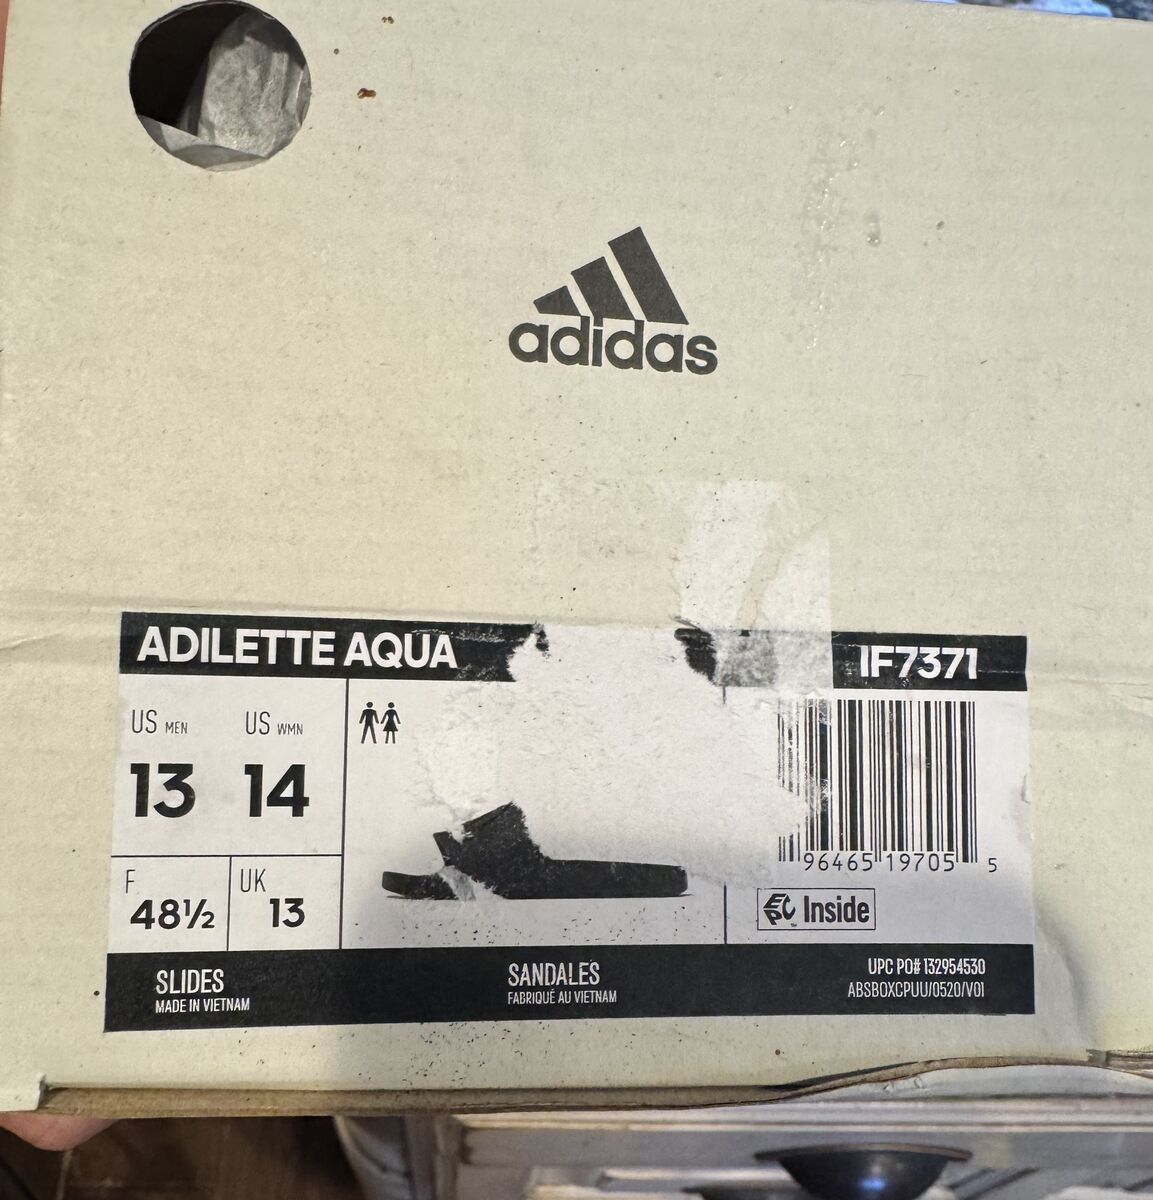 adidas
ADILETTE AQUA IF7371
US MEN US WMN
13 14
F UK
48½ 13
96465 19705 5
EPC Inside
SLIDES
MADE IN VIETNAM
SANDALES
FABRIQUÉ AU VIETNAM
UPC PO# 132954530
ABSBOXCPUU/0520/V01